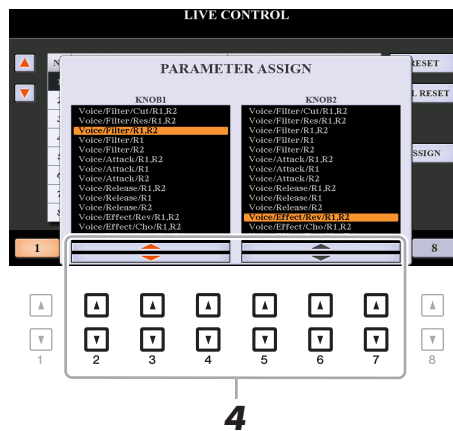 LIVE CONTROL
N
RESET
PARAMETER ASSIGN
1
L RESET
KNOB1
KNOB2
Voice/Filter/Cut/R1,R2
Voice/Filter/Cut/R1,R2
Voice/Filter/Res/R1,R2
Voice/Filter/Res/R1,R2
Voice/Filter/R1,R2
Voice/Filter/R1,R2
Voice/Filter/R1
Voice/Filter/R1
Voice/Filter/R2
Voice/Filter/R2
Voice/Attack/R1,R2
Voice/Attack/R1,R2
SSIGN
Voice/Attack/R1
Voice/Attack/R1
Voice/Attack/R2
Voice/Attack/R2
Voice/Release/R1,R2
Voice/Release/R1,R2
Voice/Release/R1
Voice/Release/R1
Voice/Release/R2
Voice/Release/R2
Voice/Effect/Rev/R1,R2
Voice/Effect/Rev/R1,R2
Voice/Effect/Cho/R1,R2
Voice/Effect/Cho/R1,R2
1
8
1
2
3
4
5
6
7
8
4